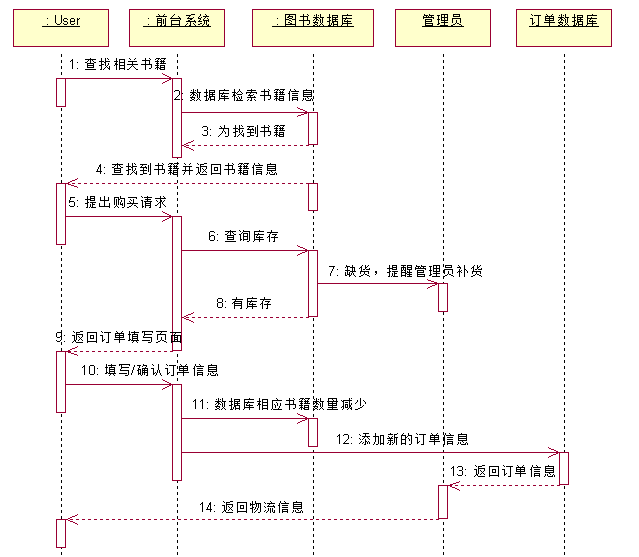 : User
: 前台系统
: 图书数据库
管理员
订单数据库
1: 查找相关书籍
2: 数据库检索书籍信息
3: 为找到书籍
4: 查找到书籍并返回书籍信息
5: 提出购买请求
6: 查询库存
7: 缺货，提醒管理员补货
8: 有库存
9: 返回订单填写页面
10: 填写/确认订单信息
11: 数据库相应书籍数量减少
12: 添加新的订单信息
13: 返回订单信息
14: 返回物流信息